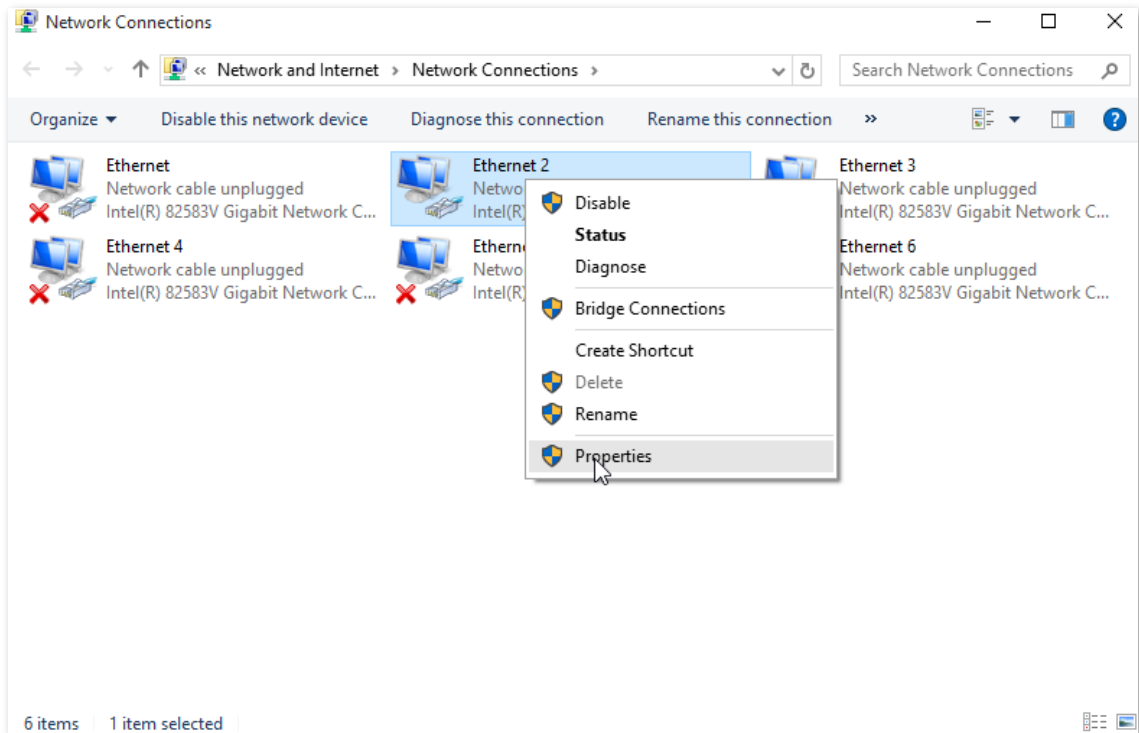 Network Connections
« Network and Internet › Network Connections ›
Search Network Connections
Organize Disable this network device Diagnose this connection Rename this connection »
Ethernet
Network cable unplugged
Intel(R) 82583V Gigabit Network C...
Ethernet 2
Netwo
Intel(R)
Ethernet 3
Network cable unplugged
Intel(R) 82583V Gigabit Network C...
Ethernet 4
Network cable unplugged
Intel(R) 82583V Gigabit Network C...
Ethern
Netwo
Intel(R)
Ethernet 6
Network cable unplugged
Intel(R) 82583V Gigabit Network C...
Disable
Status
Diagnose
Bridge Connections
Create Shortcut
Delete
Rename
Properties
6 items 1 item selected